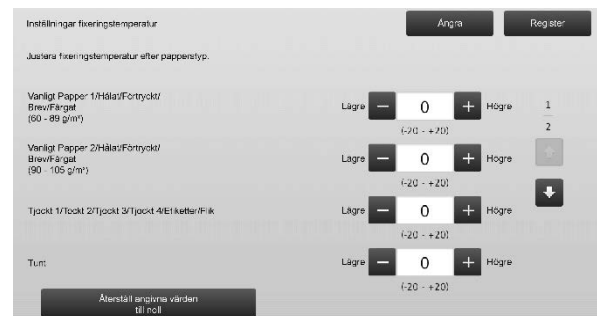 Inställningar fixeringstemperatur
Ångra
Register
Justera fixeringstemperatur efter papperstyp.
Vanligt Papper 1/Hålat/Förtryckt/
Brev/Färgat
(60 - 89 g/m²)
Lägre − 0 + Högre
(-20 - +20)
1
2
Vanligt Papper 2/Hålat/Förtryckt/
Brev/Färgat
(90 - 105 g/m²)
Lägre − 0 + Högre
(-20 - +20)
Tjockt 1/Tockt 2/Tjockt 3/Tjockt 4/Etiketter/Flik
Lägre − 0 + Högre
(-20 - +20)
Tunt
Lägre − 0 + Högre
(-20 - +20)
Återställ angivna värden
till noll